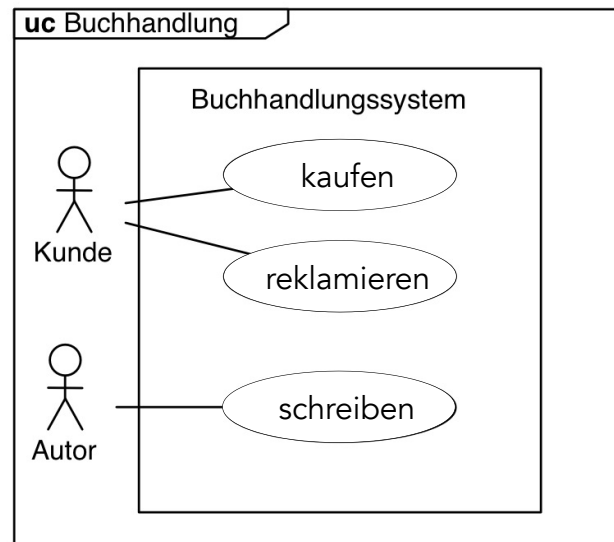 uc Buchhandlung
Buchhandlungssystem
kaufen
Kunde
reklamieren
schreiben
Autor